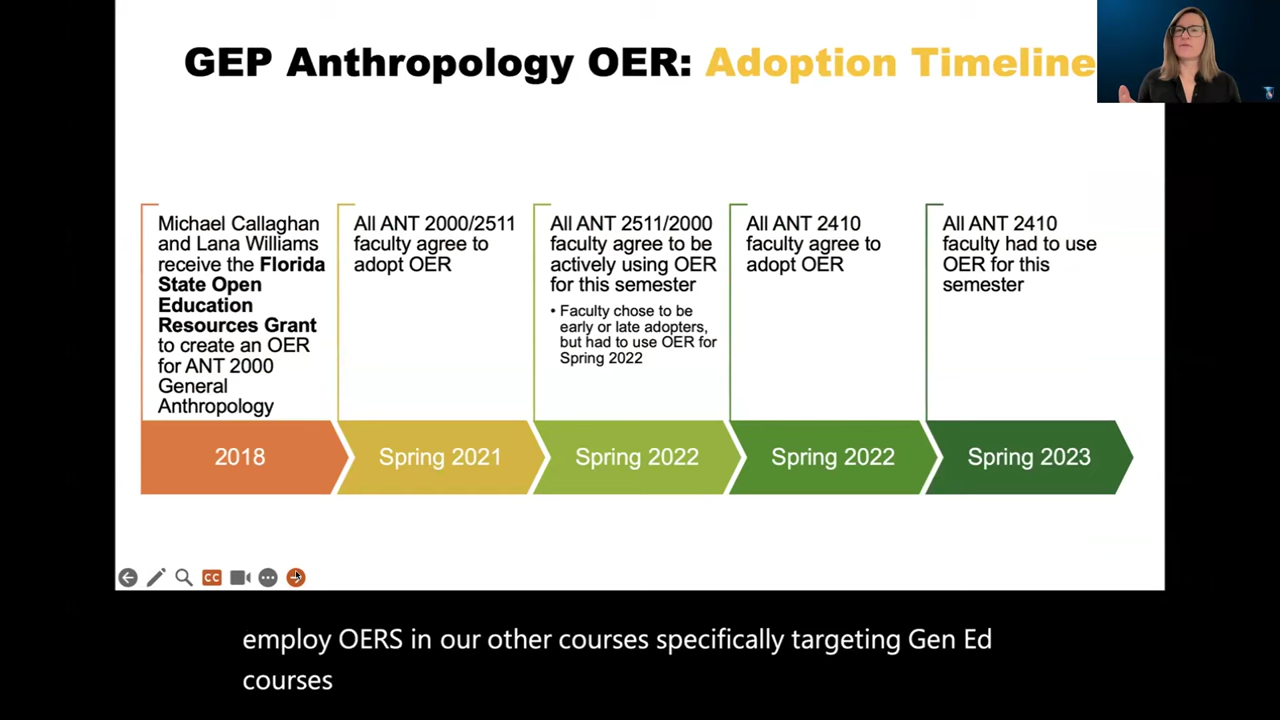 GEP Anthropology OER: Adoption Timeline
Michael Callaghan
and Lana Williams
receive the Florida
State Open
Education
Resources Grant
to create an OER
for ANT 2000
General
Anthropology
All ANT 2000/2511
faculty agree to
adopt OER
All ANT 2511/2000
faculty agree to be
actively using OER
for this semester
• Faculty chose to be
early or late adopters,
but had to use OER for
Spring 2022
All ANT 2410
faculty agree to
adopt OER
All ANT 2410
faculty had to use
OER for this
semester
2018
Spring 2021
Spring 2022
Spring 2022
Spring 2023
CC
employ OERS in our other courses specifically targeting Gen Ed
courses